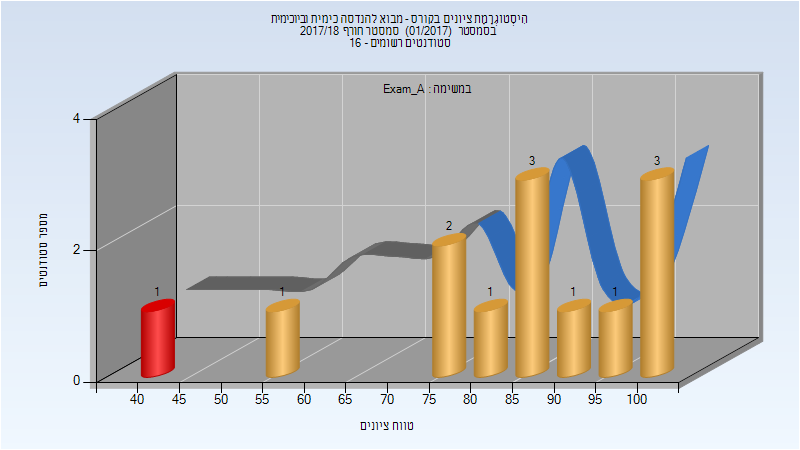 היסטוגרמת ציונים בקורס - מבוא להנדסה כימית וביוכימית
בסמסטר (01/2017) סמסטר חורף 2017/18
סטודנטים רשומים - 16
במשימה : Exam_A
מספר סטודנטים
4
2
0
1
1
2
1
3
1
1
3
40 45 50 55 60 65 70 75 80 85 90 95 100
טווח ציונים